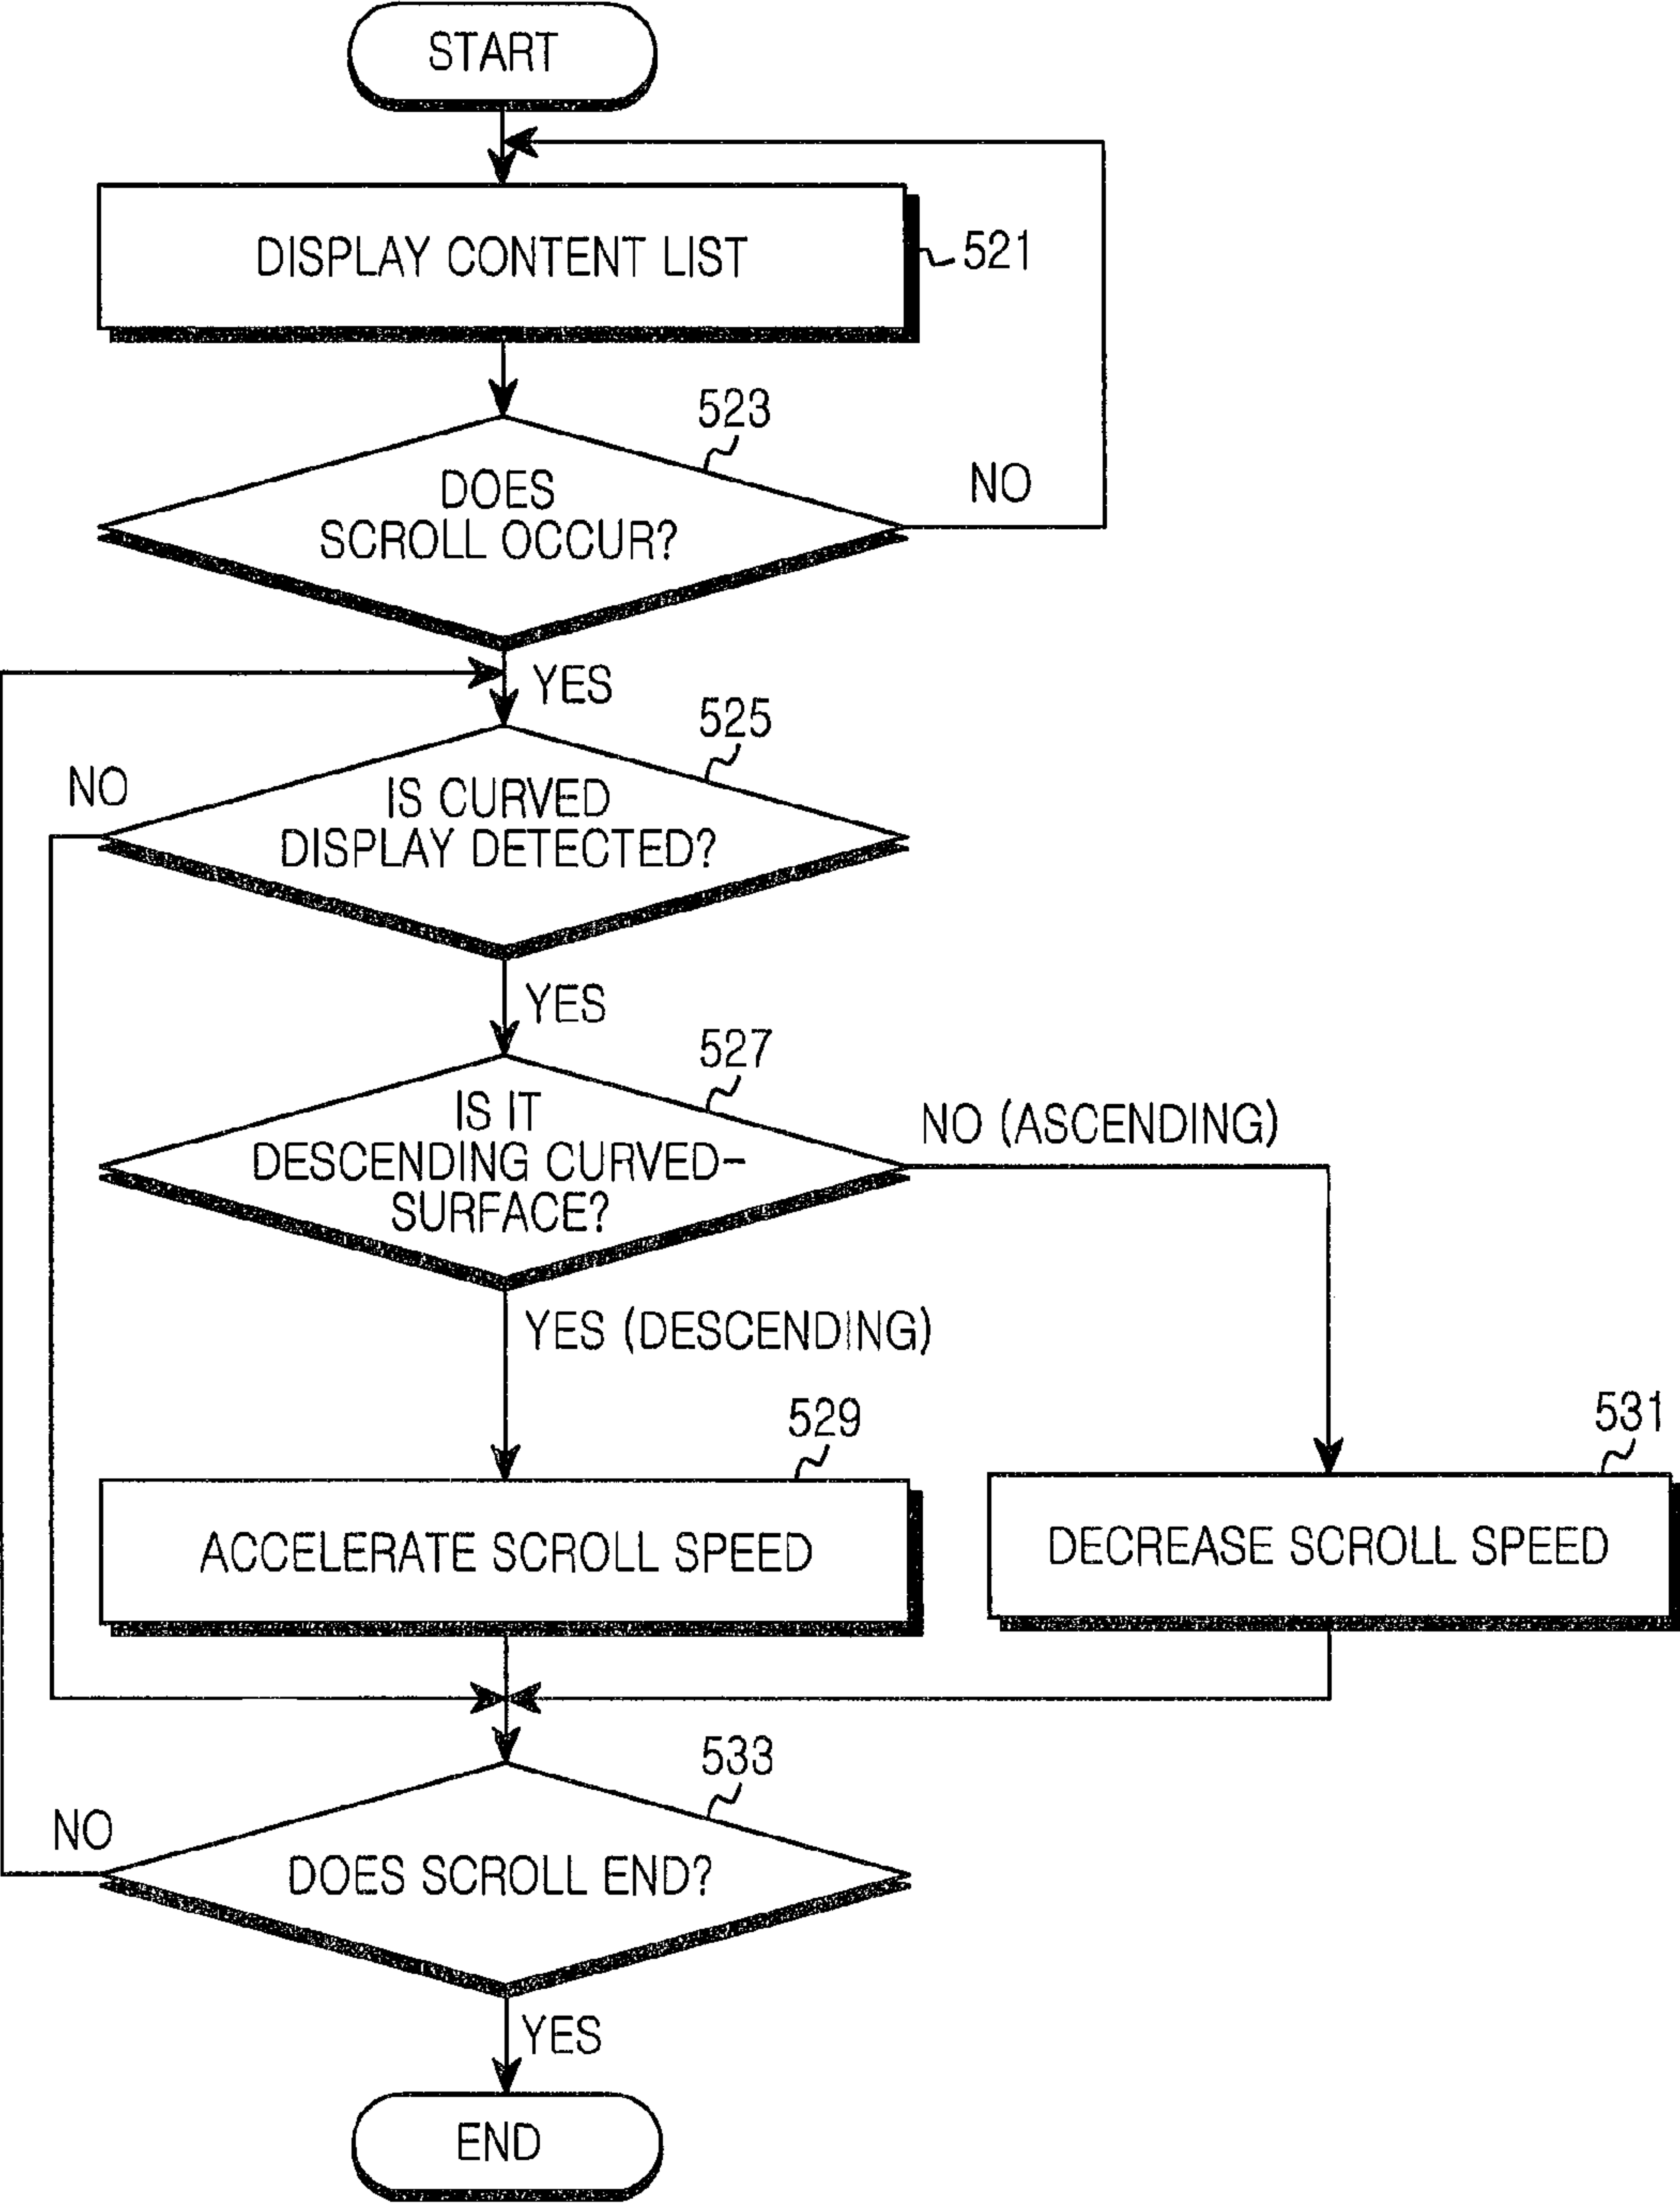 START
DISPLAY CONTENT LIST
521
523
DOES
SCROLL OCCUR?
NO
YES
525
NO
IS CURVED
DISPLAY DETECTED?
YES
527
IS IT
DESCENDING CURVED-
SURFACE?
NO (ASCENDING)
YES (DESCENDING)
529
ACCELERATE SCROLL SPEED
531
DECREASE SCROLL SPEED
533
NO
DOES SCROLL END?
YES
END